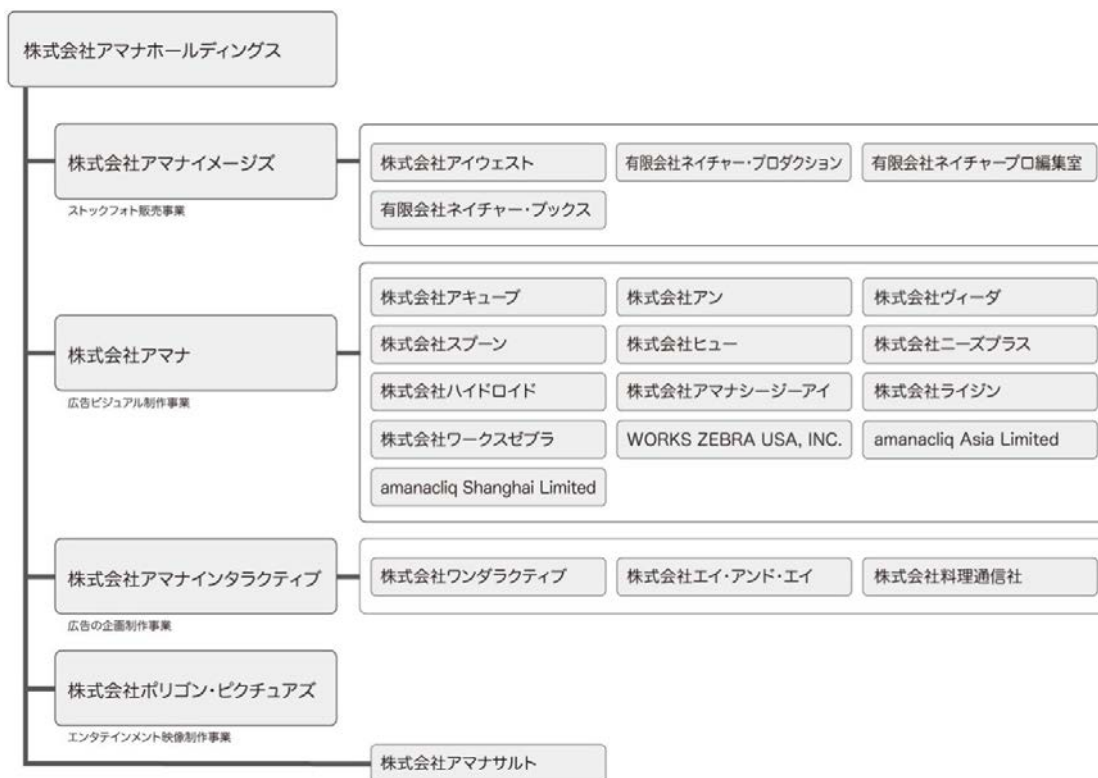 株式会社アマナホールディングス
株式会社アマナイメージズ
ストックフォト販売事業
株式会社アイウェスト
有限会社ネイチャー・プロダクション
有限会社ネイチャープロ編集室
有限会社ネイチャー・ブックス
株式会社アマナ
広告ビジュアル制作事業
株式会社アキューブ
株式会社アン
株式会社ヴィーダ
株式会社スプーン
株式会社ヒュー
株式会社ニーズプラス
株式会社ハイドロイド
株式会社アマナシージーアイ
株式会社ライジン
株式会社ワークスゼブラ
WORKS ZEBRA USA, INC.
amanacliq Asia Limited
amanacliq Shanghai Limited
株式会社アマナインタラクティブ
広告の企画制作事業
株式会社ワンダラクティブ
株式会社エイ・アンド・エイ
株式会社料理通信社
株式会社ポリゴン・ピクチュアズ
エンタテインメント映像制作事業
株式会社アマナサルト